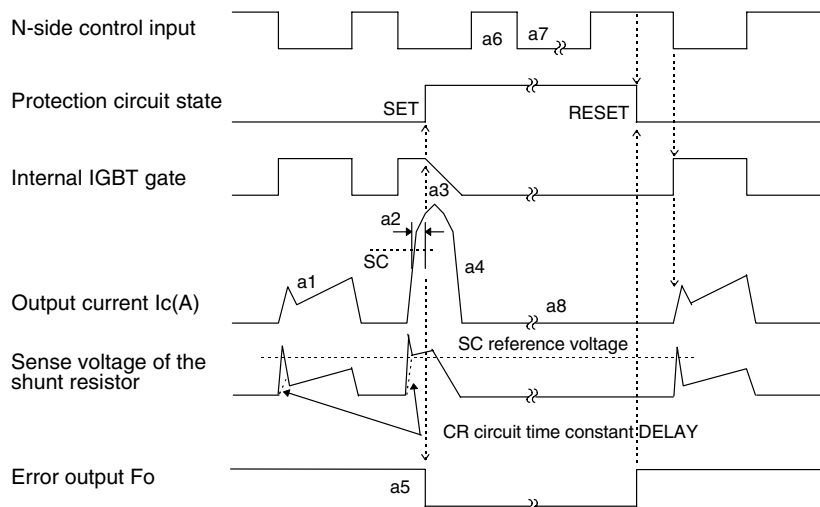 N-side control input
a6
a7
Protection circuit state
SET
RESET
Internal IGBT gate
a3
a2
SC
a4
a1
Output current Ic(A)
a8
SC reference voltage
Sense voltage of the
shunt resistor
CR circuit time constant DELAY
Error output Fo
a5